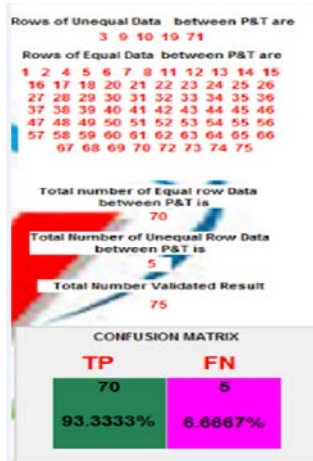 Rows of Unequal Data between P&T are
3 9 10 19 71
Rows of Equal Data between P&T are
1 2 4 5 6 7 8 11 12 13 14 15
16 17 18 20 21 22 23 24 25 26
27 28 29 30 31 32 33 34 35 36
37 38 39 40 41 42 43 44 45 46
47 48 49 50 51 52 53 54 55 56
57 58 59 60 61 62 63 64 65 66
67 68 69 70 72 73 74 75
Total number of Equal row Data
between P&T is
70
Total Number of Unequal Row Data
between P&T is
5
Total Number Validated Result
75
CONFUSION MATRIX
TP FN
70 5
93.3333% 6.6667%